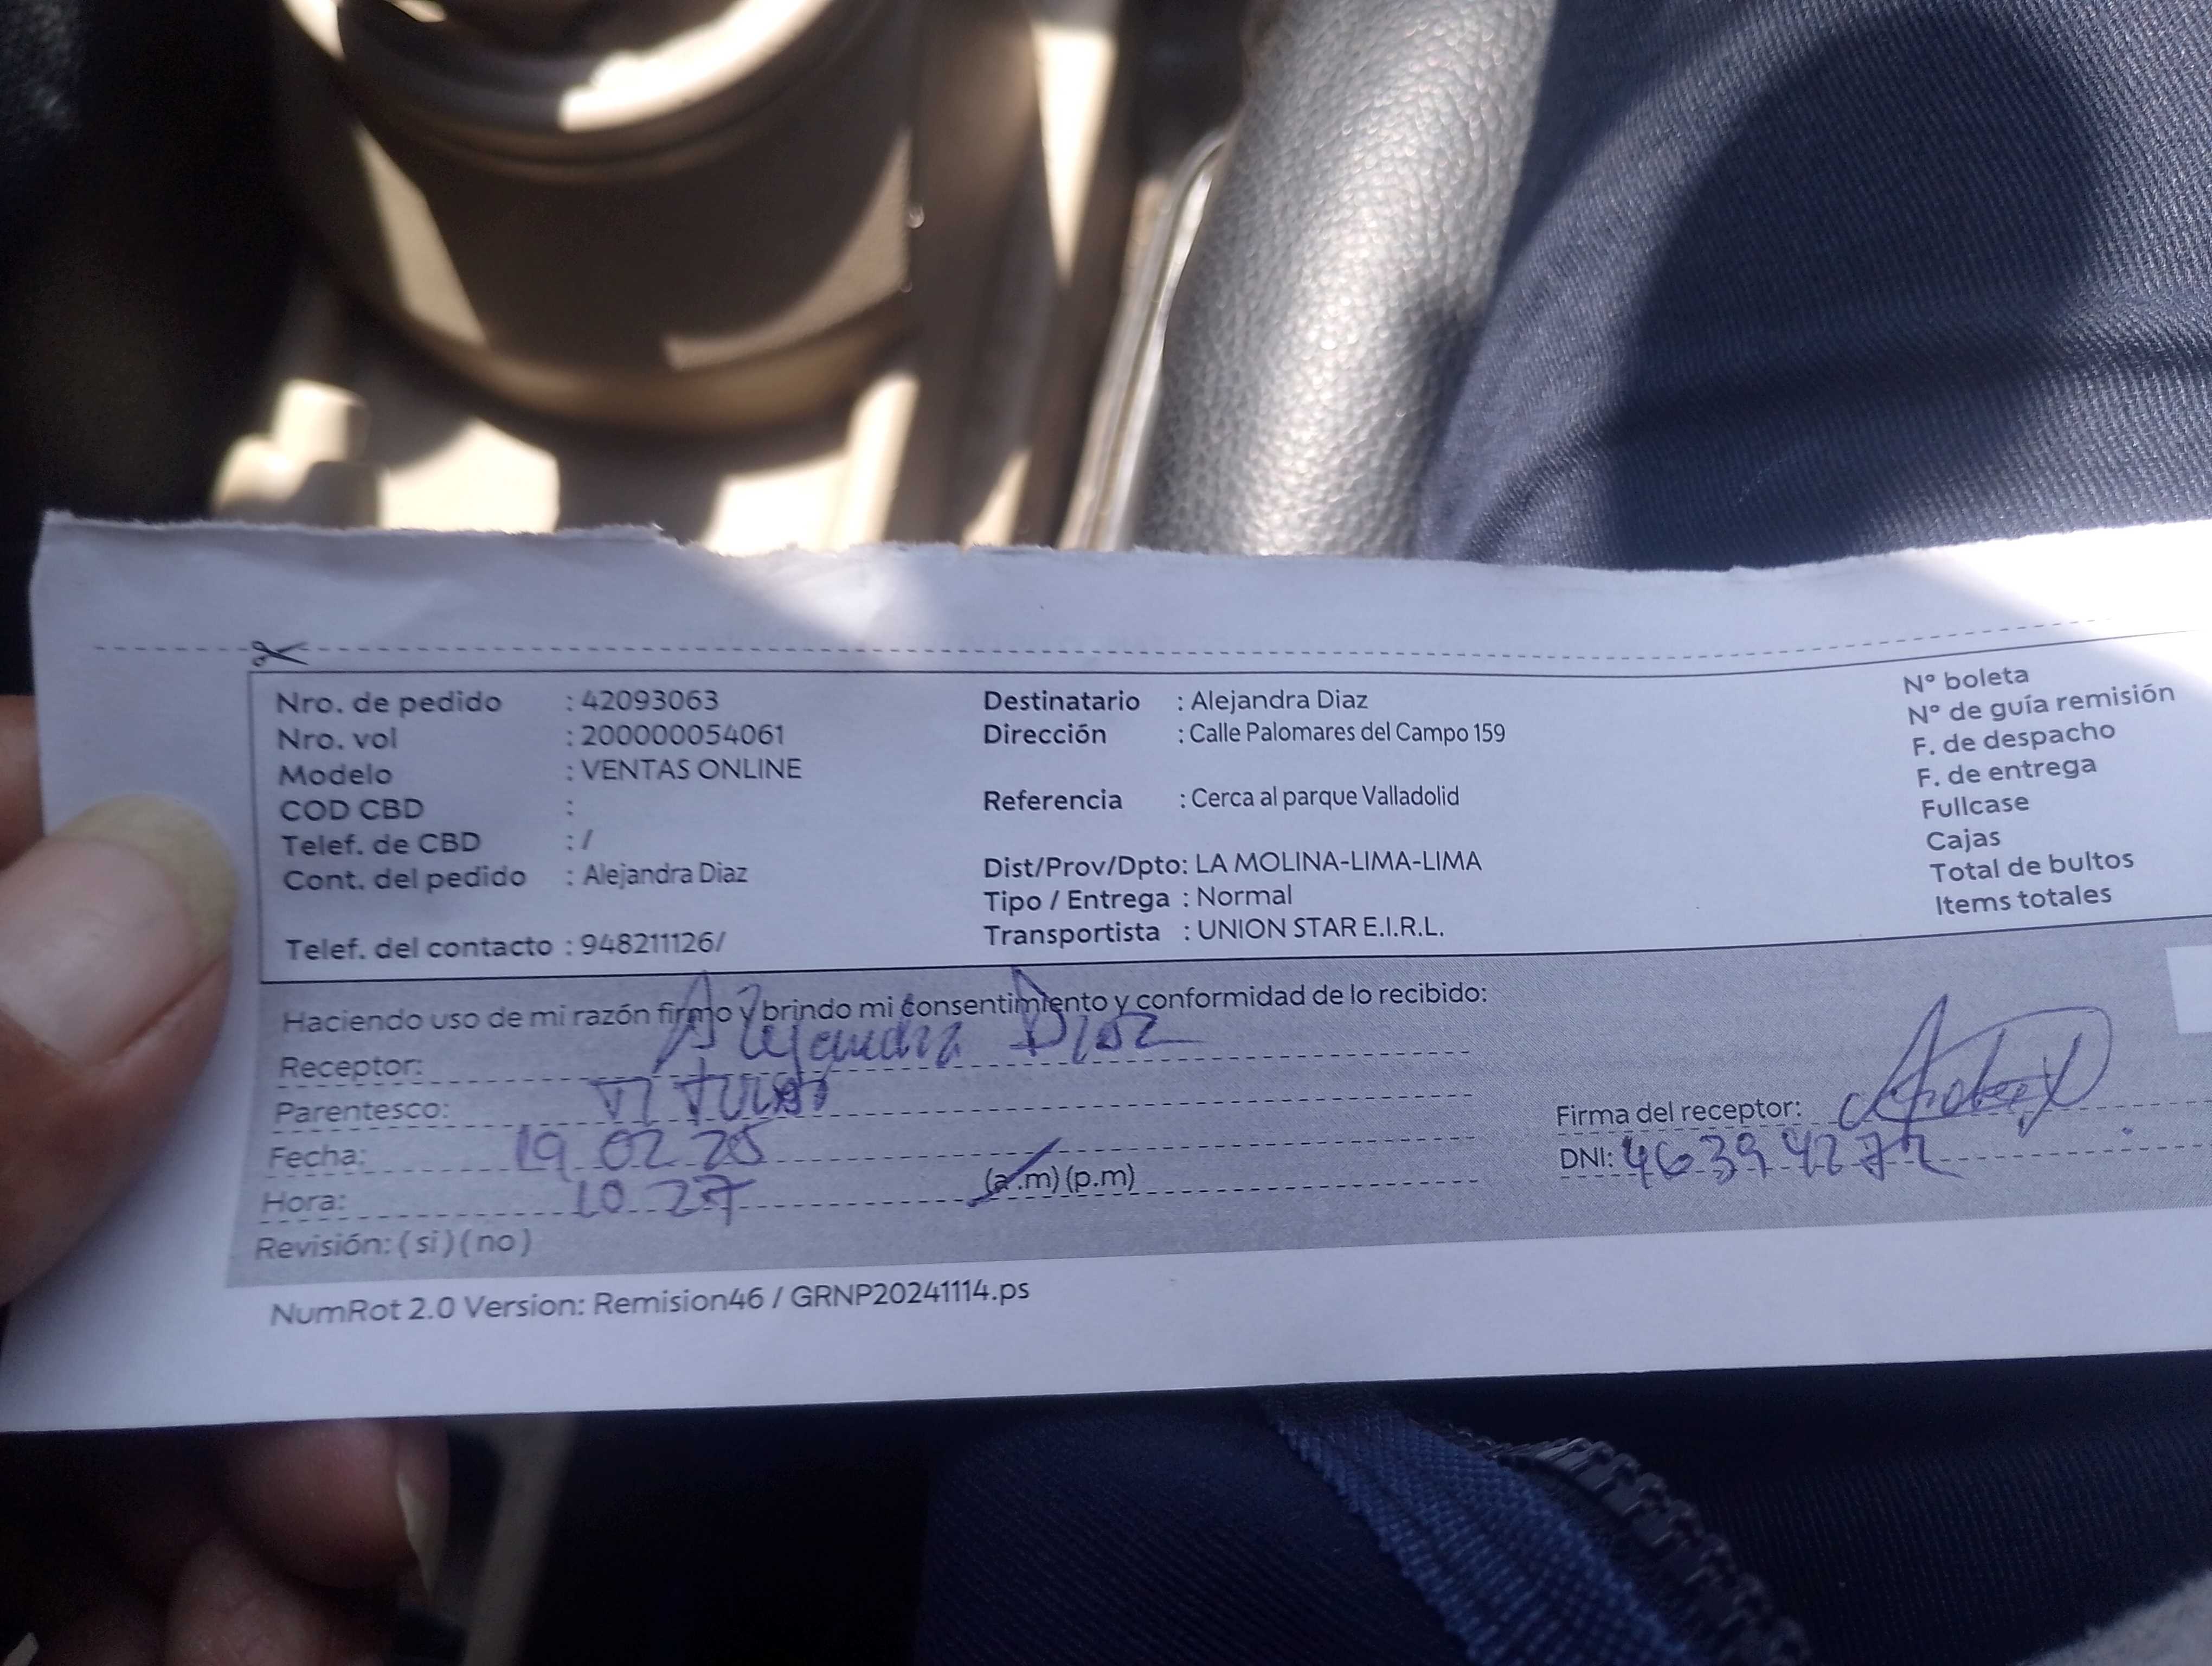 Nro. de pedido : 42093063
Nro. vol : 200000054061
Modelo : VENTAS ONLINE
COD CBD :
Telef. de CBD : /
Cont. del pedido : Alejandra Diaz
Telef. del contacto : 948211126/
Destinatario : Alejandra Diaz
Dirección : Calle Palomares del Campo 159
Referencia : Cerca al parque Valladolid
Dist/Prov/Dpto: LA MOLINA-LIMA-LIMA
Tipo / Entrega : Normal
Transportista : UNION STAR E.I.R.L.
N° boleta
N° de guía remisión
F. de despacho
F. de entrega
Fullcase
Cajas
Total de bultos
Items totales
Haciendo uso de mi razón firmo y brindo mi consentimiento y conformidad de lo recibido:
Receptor: Alejandra Diaz
Parentesco:
Fecha: 19 02 25
Hora: 10 27 (a.m) (p.m)
Revisión: ( si ) ( no )
Firma del receptor:
DNI: 46394272
NumRot 2.0 Version: Remision46 / GRNP20241114.ps